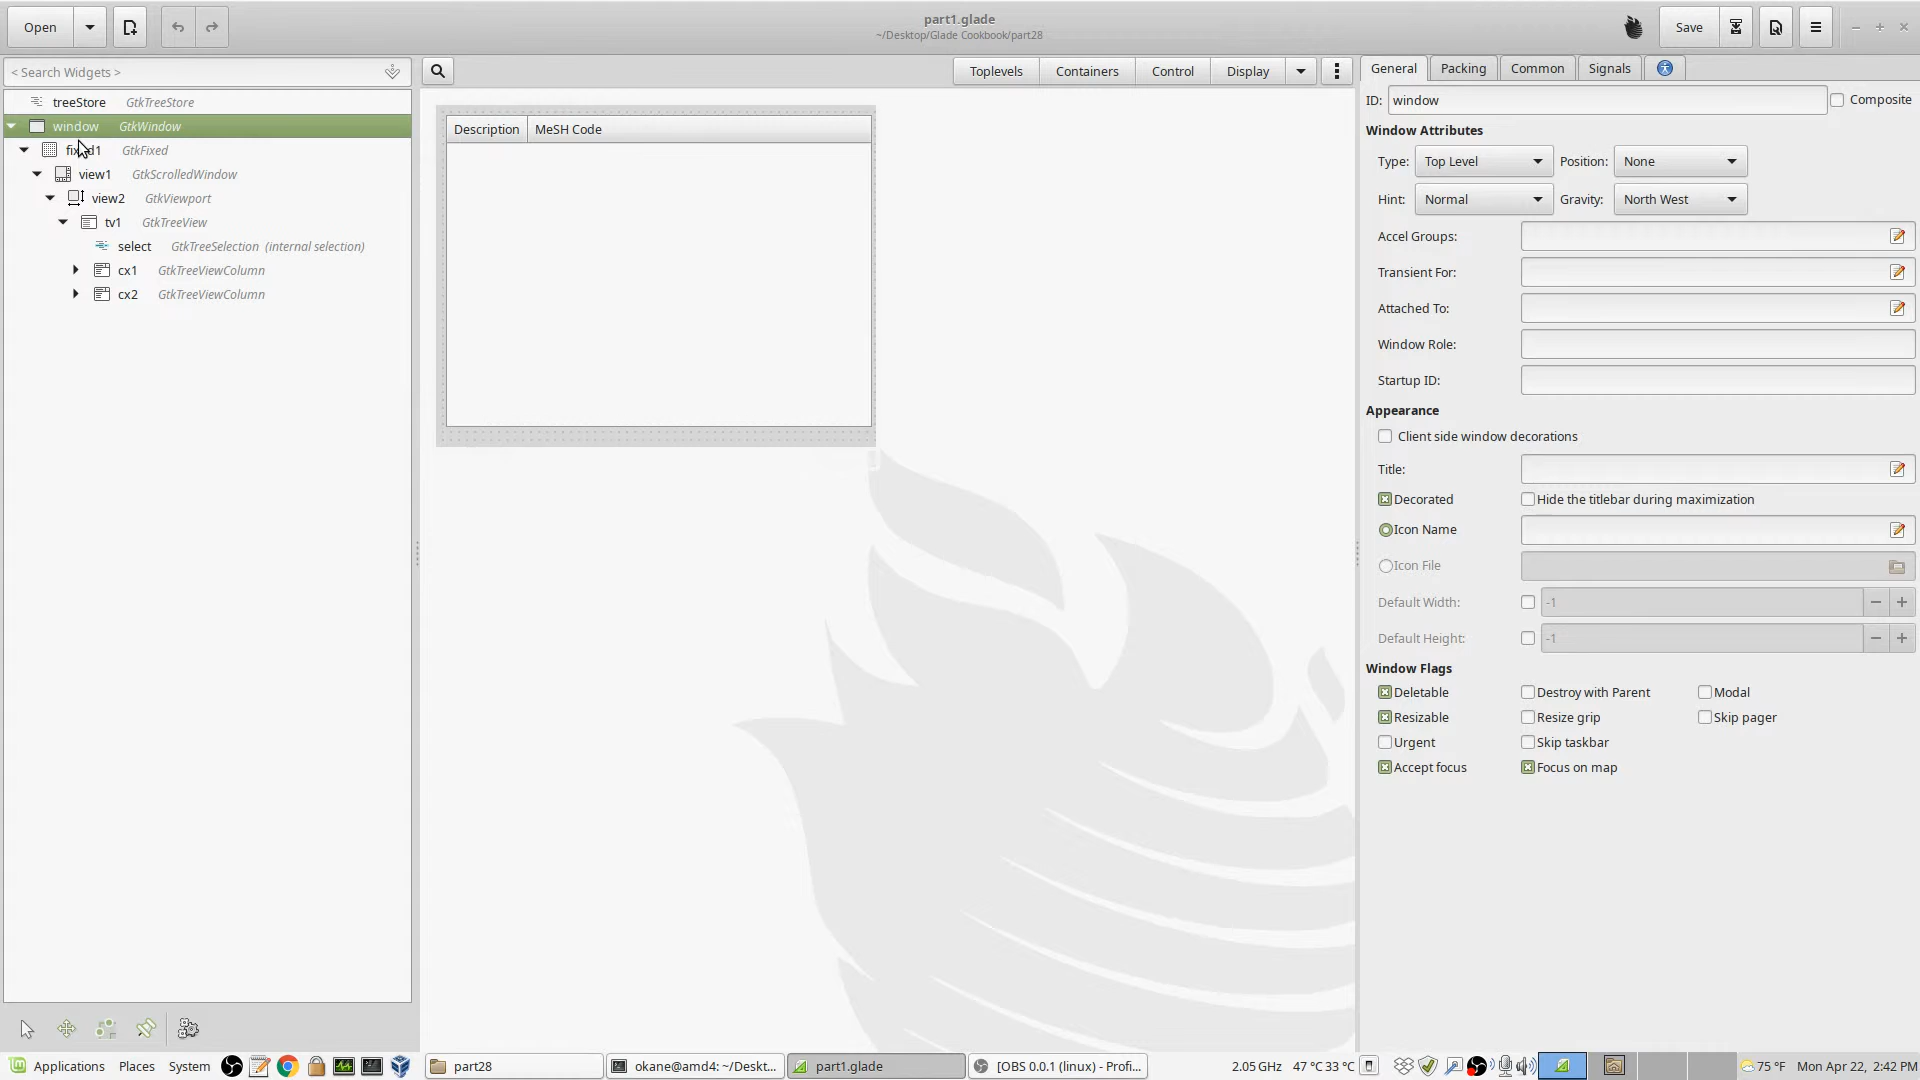 Open
part1.glade
~/Desktop/Glade Cookbook/part28
Save
< Search Widgets >
Toplevels
Containers
Control
Display
General
Packing
Common
Signals
treeStore GtkTreeStore
window GtkWindow
GtkFixed
view1 GtkScrolledWindow
view2 GtkViewport
tv1 GtkTreeView
select GtkTreeSelection (internal selection)
cx1 GtkTreeViewColumn
cx2 GtkTreeViewColumn
Description
MeSH Code
ID: window
Composite
Window Attributes
Type: Top Level Position: None
Hint: Normal Gravity: North West
Accel Groups:
Transient For:
Attached To:
Window Role:
Startup ID:
Appearance
Client side window decorations
Title:
Decorated Hide the titlebar during maximization
Icon Name
Icon File
Default Width: -1
Default Height: -1
Window Flags
Deletable Destroy with Parent Modal
Resizable Resize grip Skip pager
Urgent Skip taskbar
Accept focus Focus on map
Applications Places System
part28
okane@amd4: ~/Deskt...
part1.glade
[OBS 0.0.1 (linux) - Profi...
2.05 GHz 47 °C 33 °C
75 °F Mon Apr 22, 2:42 PM